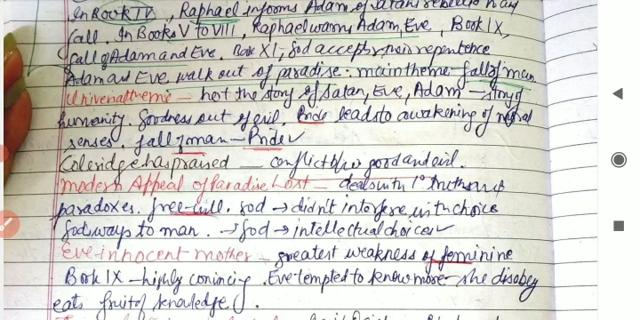 In Book IV, Raphael informs Adam of Satan's
fall. In Books V to VIII, Raphael warns Adam, Eve, Book IX,
fall of Adam and Eve. Book XI, God accepts their repentence
Adam and Eve walk out of paradise. main theme - fall of man.
Universal theme - not the story of Satan, Eve, Adam - story of
humanity. Goodness out of evil. Pride leads to awakening of moral
senses. fall of man - Pride
Coleridge has praised - conflict b/w good and evil.
Modern Appeal of Paradise Lost - deals with truth
paradoxes. free-will. God → didn't interfere with choice
God ways to man. → God → intellectual choices
Eve-innocent mother - greatest weakness of feminine
Book IX - highly convincing. Eve tempted to know more - she disobey
eats fruit of knowledge.